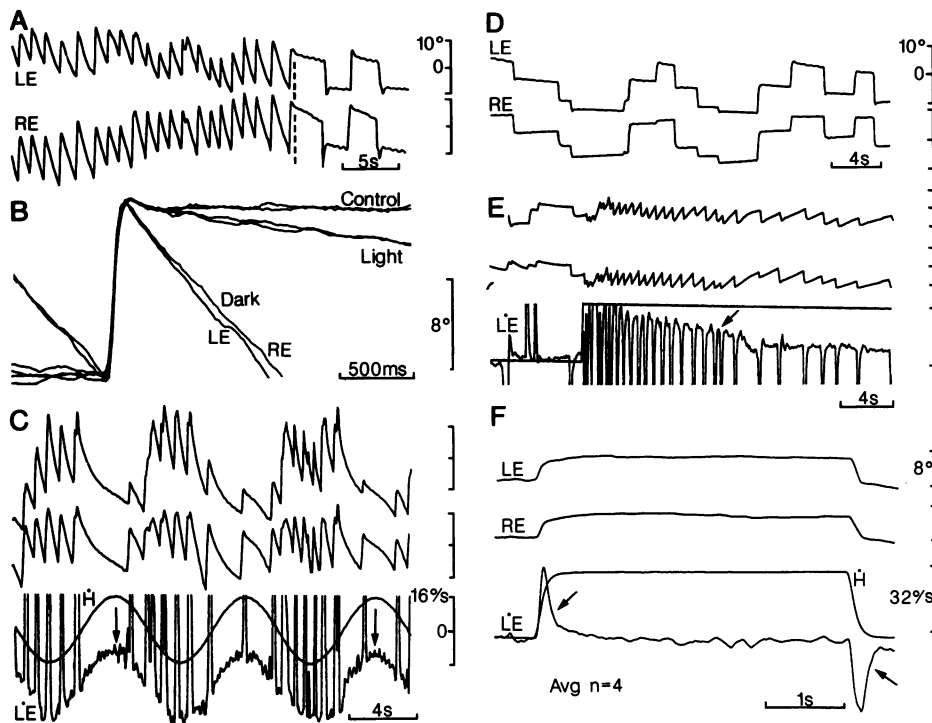 A
LE
RE
10°
0
5s
B
Control
Light
Dark
LE
RE
8°
500ms
C
Ḣ
16°/s
0
L̇E
4s
D
LE
RE
10°
0
4s
E
L̇E
4s
F
LE
8°
RE
Ḣ
32°/s
L̇E
Avg n=4
1s